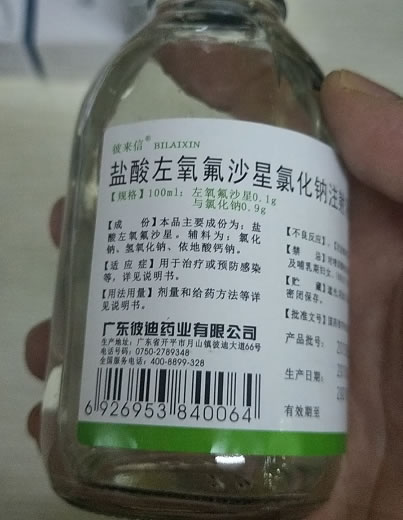 彼来信® BILAIXIN
盐酸左氧氟沙星氯化钠注射
【规格】100ml:左氧氟沙星0.1g
与氯化钠0.9g
【成 份】本品主要成份为:盐
酸左氧氟沙星。辅料为:氯化
钠、氢氧化钠、依地酸钙钠。
【适 应 症】用于治疗或预防感染
等,详见说明书。
【用法用量】剂量和给药方法等详
见说明书。
广东彼迪药业有限公司
生产地址:广东省开平市月山镇彼迪大道66号
电话号码:0750-2789348
全国服务电话:400-8899-328
6 926953 840064
【不良反应】
【禁 忌】
及哺乳期妇女、
【贮 藏】遮光
密闭保存。
【批准文号】国药准
产品批号:
生产日期:
有效期至